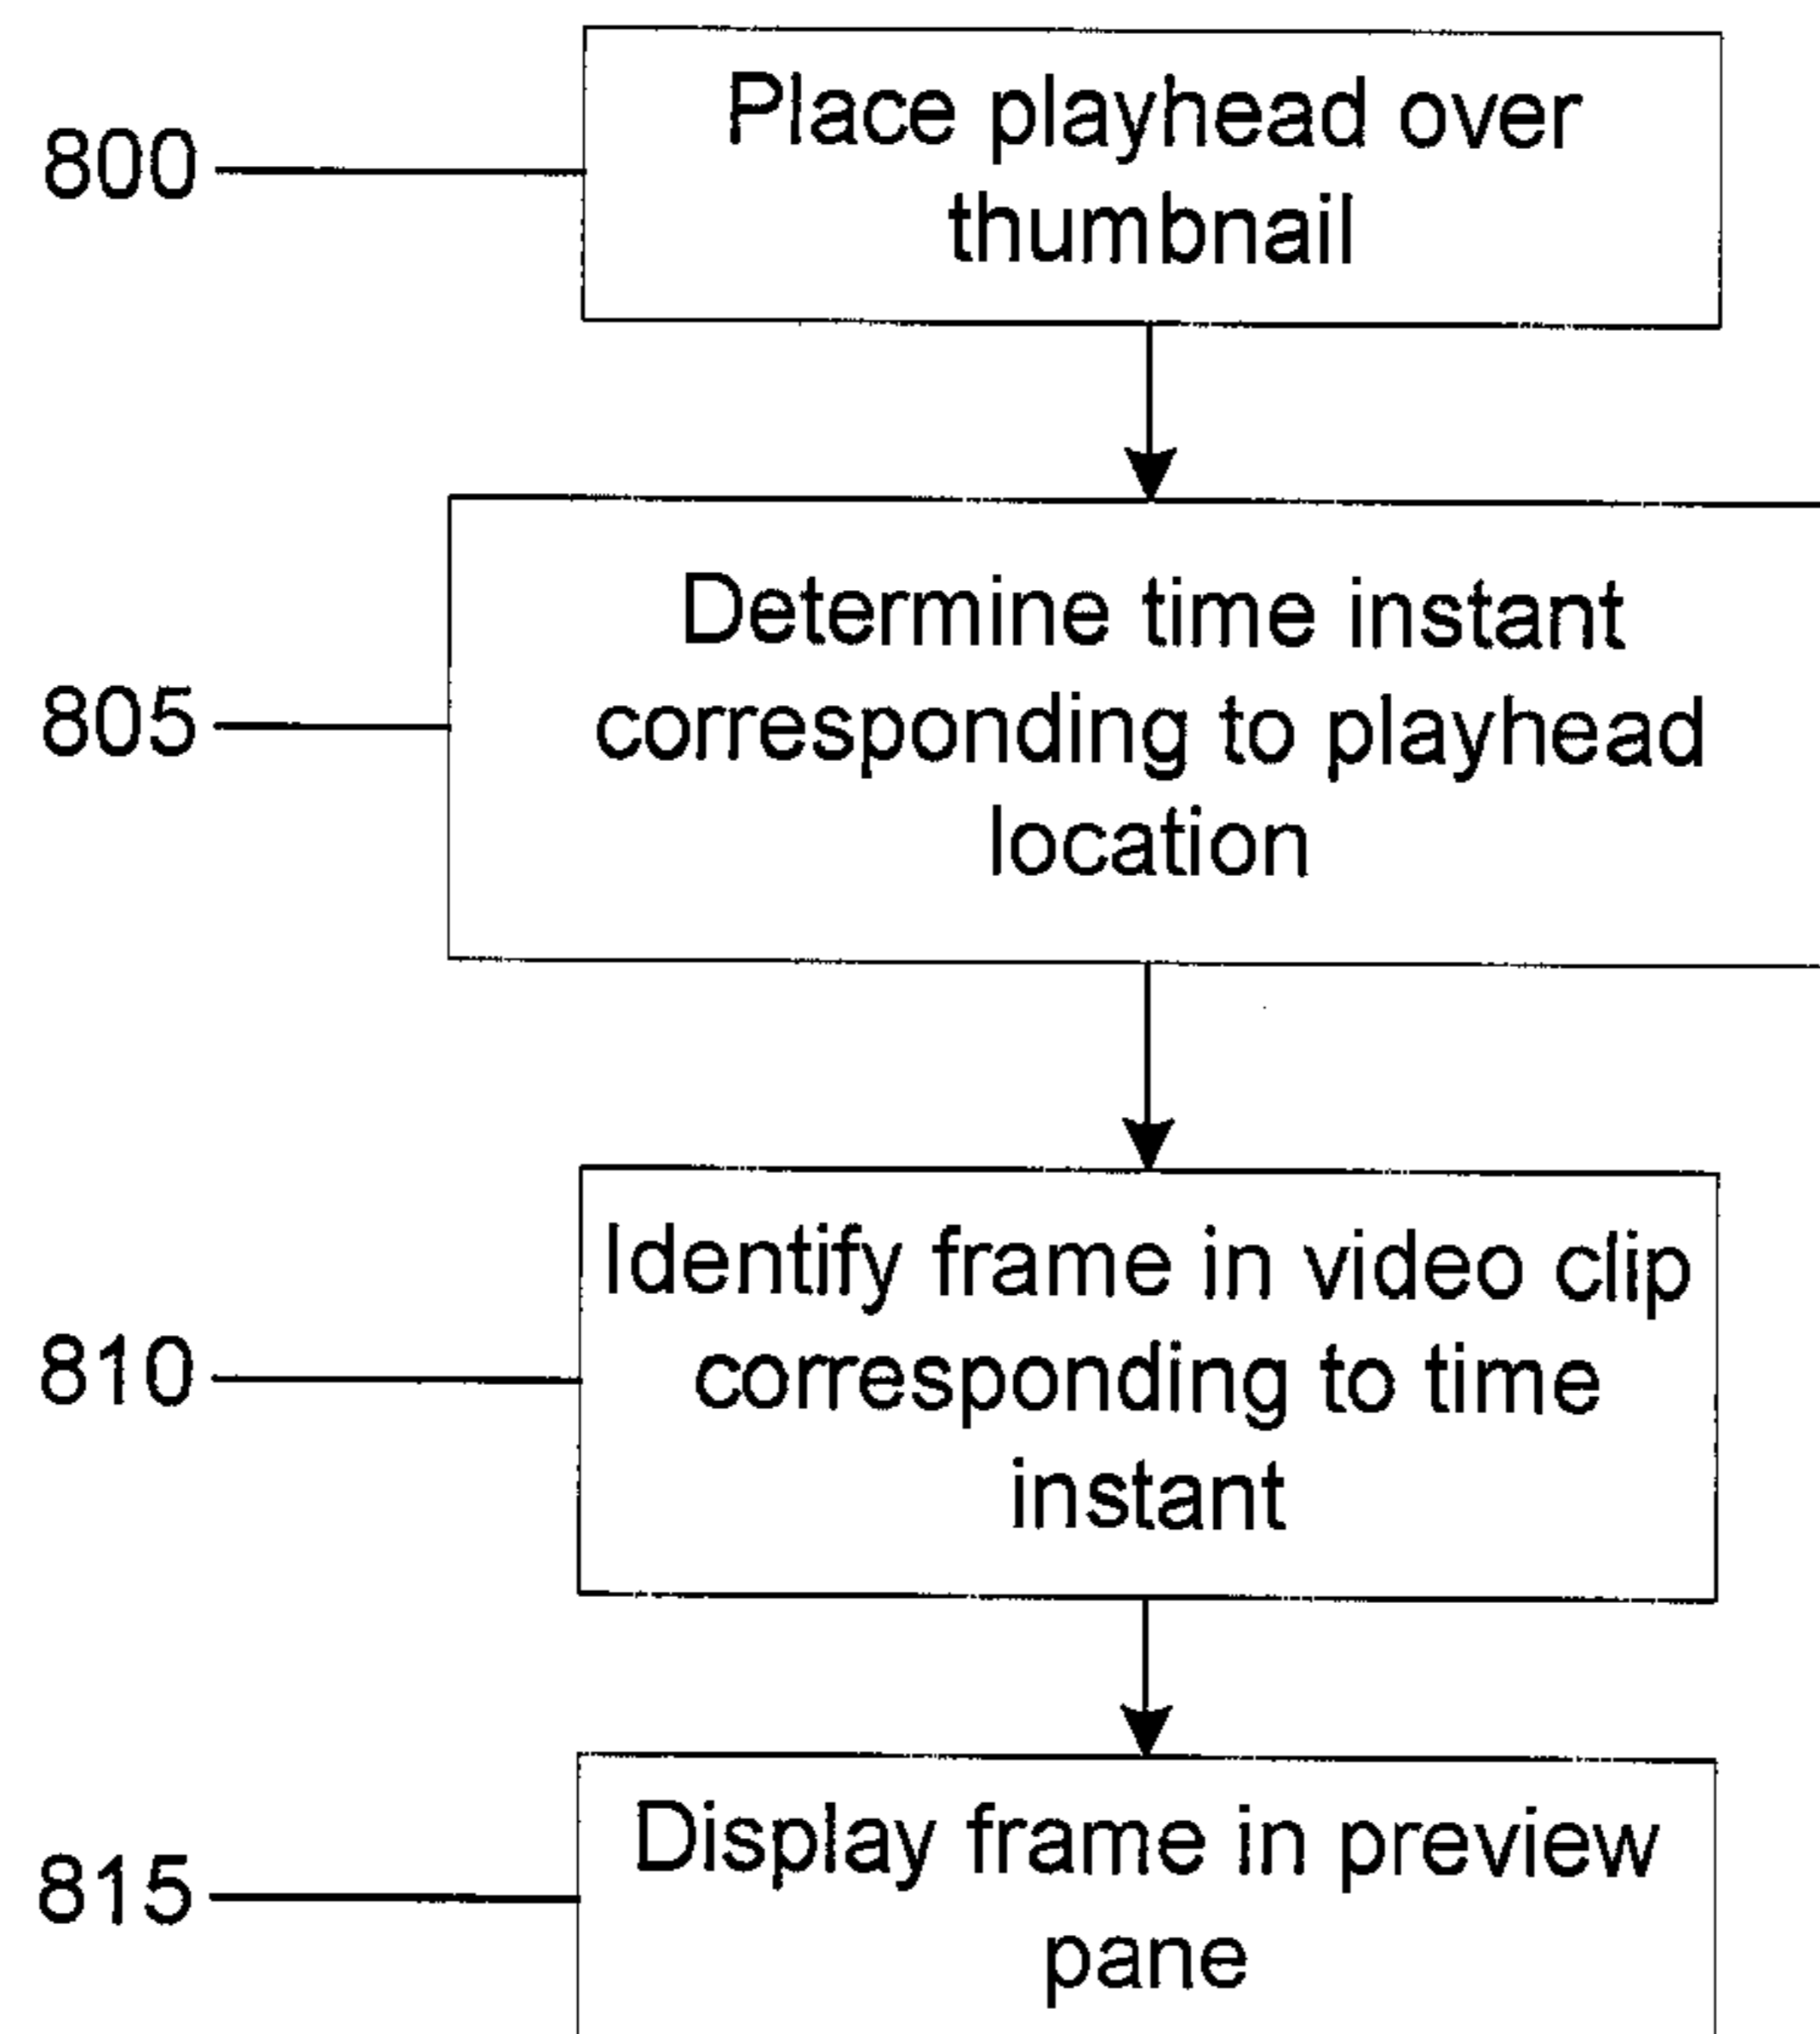 800
Place playhead over
thumbnail
805
Determine time instant
corresponding to playhead
location
810
Identify frame in video clip
corresponding to time
instant
815
Display frame in preview
pane